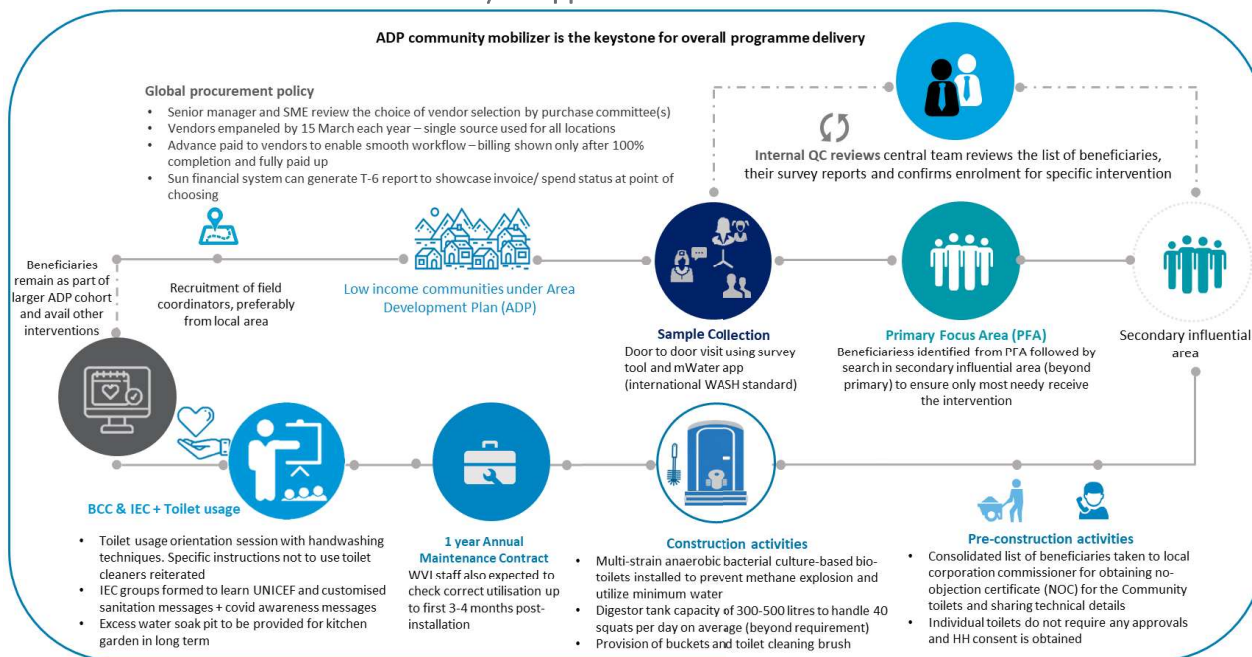 ADP community mobilizer is the keystone for overall programme delivery
Global procurement policy
• Senior manager and SME review the choice of vendor selection by purchase committee(s)
• Vendors empaneled by 15 March each year – single source used for all locations
• Advance paid to vendors to enable smooth workflow – billing shown only after 100%
completion and fully paid up
• Sun financial system can generate T-6 report to showcase invoice/ spend status at point of
choosing
Internal QC reviews central team reviews the list of beneficiaries,
their survey reports and confirms enrolment for specific intervention
Beneficiaries
remain as part of
larger ADP cohort
and avail other
interventions
Recruitment of field
coordinators, preferably
from local area
Low income communities under Area
Development Plan (ADP)
Sample Collection
Door to door visit using survey
tool and mWater app
(international WASH standard)
Primary Focus Area (PFA)
Beneficiariess identified from PFA followed by
search in secondary influential area (beyond
primary) to ensure only most needy receive
the intervention
Secondary influential
area
BCC & IEC + Toilet usage
• Toilet usage orientation session with handwashing
techniques. Specific instructions not to use toilet
cleaners reiterated
• IEC groups formed to learn UNICEF and customised
sanitation messages + covid awareness messages
• Excess water soak pit to be provided for kitchen
garden in long term
1 year Annual
Maintenance Contract
WVI staff also expected to
check correct utilisation up
to first 3-4 months post-
installation
Construction activities
• Multi-strain anaerobic bacterial culture-based bio-
toilets installed to prevent methane explosion and
utilize minimum water
• Digestor tank capacity of 300-500 litres to handle 40
squats per day on average (beyond requirement)
• Provision of buckets and toilet cleaning brush
Pre-construction activities
• Consolidated list of beneficiaries taken to local
corporation commissioner for obtaining no-
objection certificate (NOC) for the Community
toilets and sharing technical details
• Individual toilets do not require any approvals
and HH consent is obtained